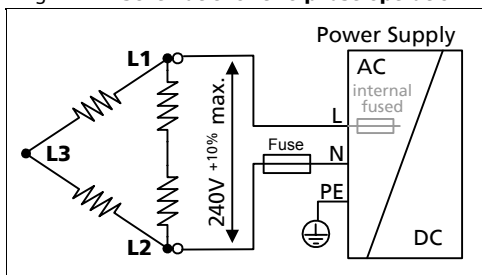 Power Supply
L1
AC
internal
fused
240V +10% max.
L
Fuse
L3
N
PE
L2
DC